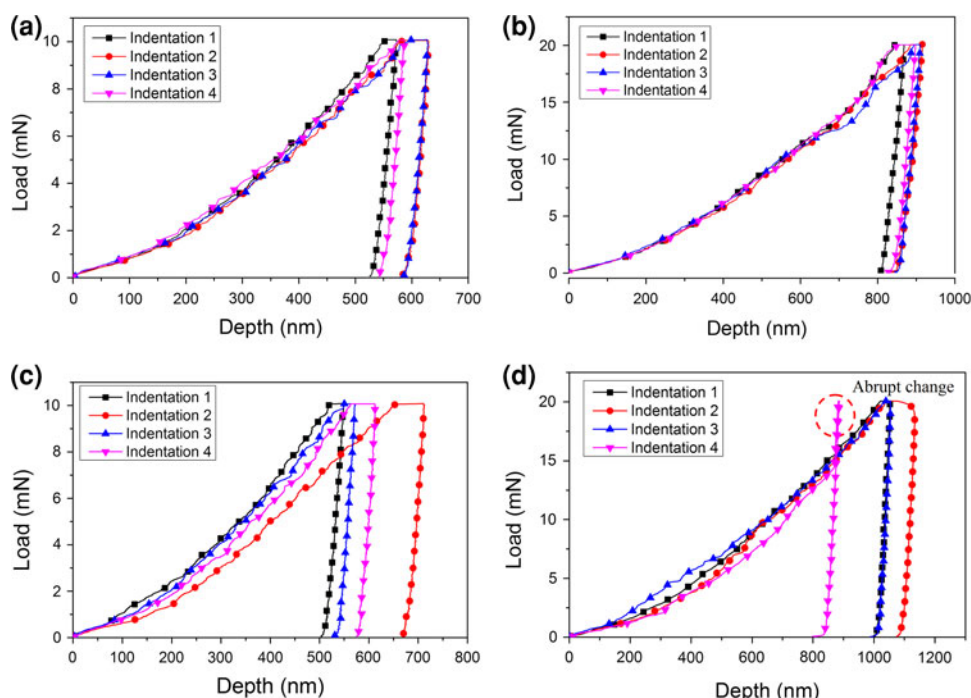 (a)
Indentation 1
Indentation 2
Indentation 3
Indentation 4
Load (mN)
10
8
6
4
2
0
0 100 200 300 400 500 600 700
Depth (nm)
(b)
Indentation 1
Indentation 2
Indentation 3
Indentation 4
Load (mN)
20
15
10
5
0
0 200 400 600 800 1000
Depth (nm)
(c)
Indentation 1
Indentation 2
Indentation 3
Indentation 4
Load (mN)
10
8
6
4
2
0
0 100 200 300 400 500 600 700 800
Depth (nm)
(d)
Indentation 1
Indentation 2
Indentation 3
Indentation 4
Abrupt change
Load (mN)
20
15
10
5
0
0 200 400 600 800 1000 1200
Depth (nm)